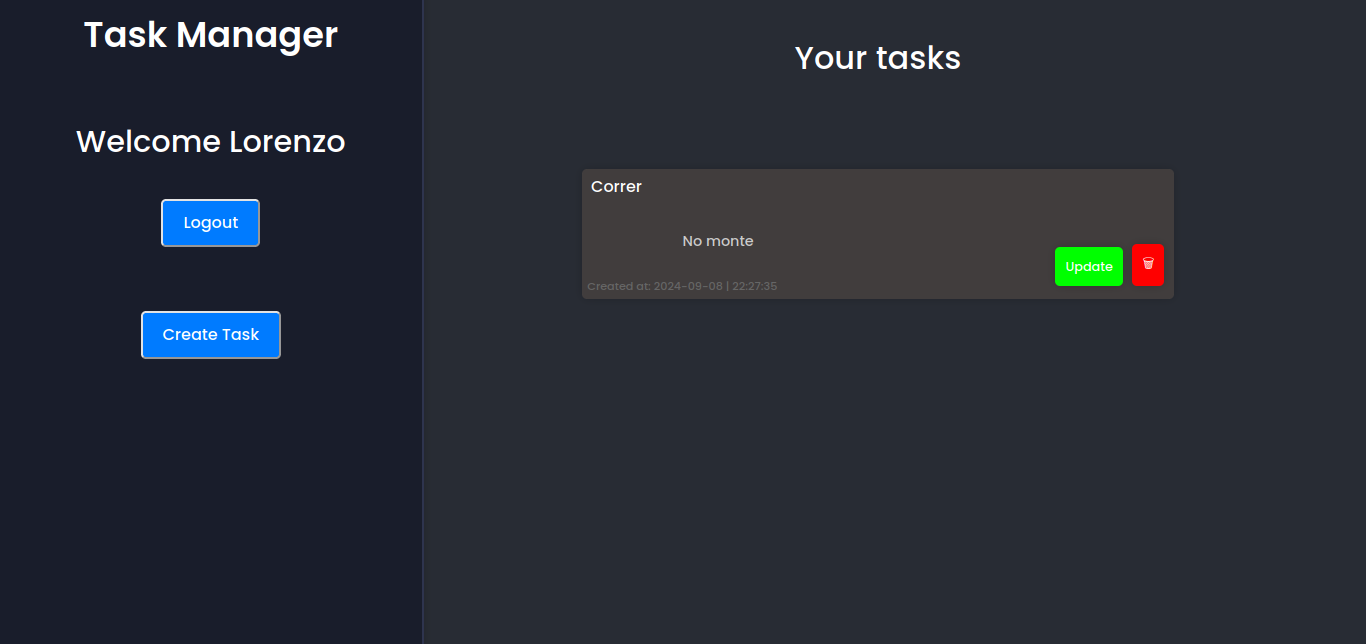 Task Manager
Welcome Lorenzo
Logout
Create Task
Your tasks
Correr
No monte
Update
Created at: 2024-09-08 | 22:27:35